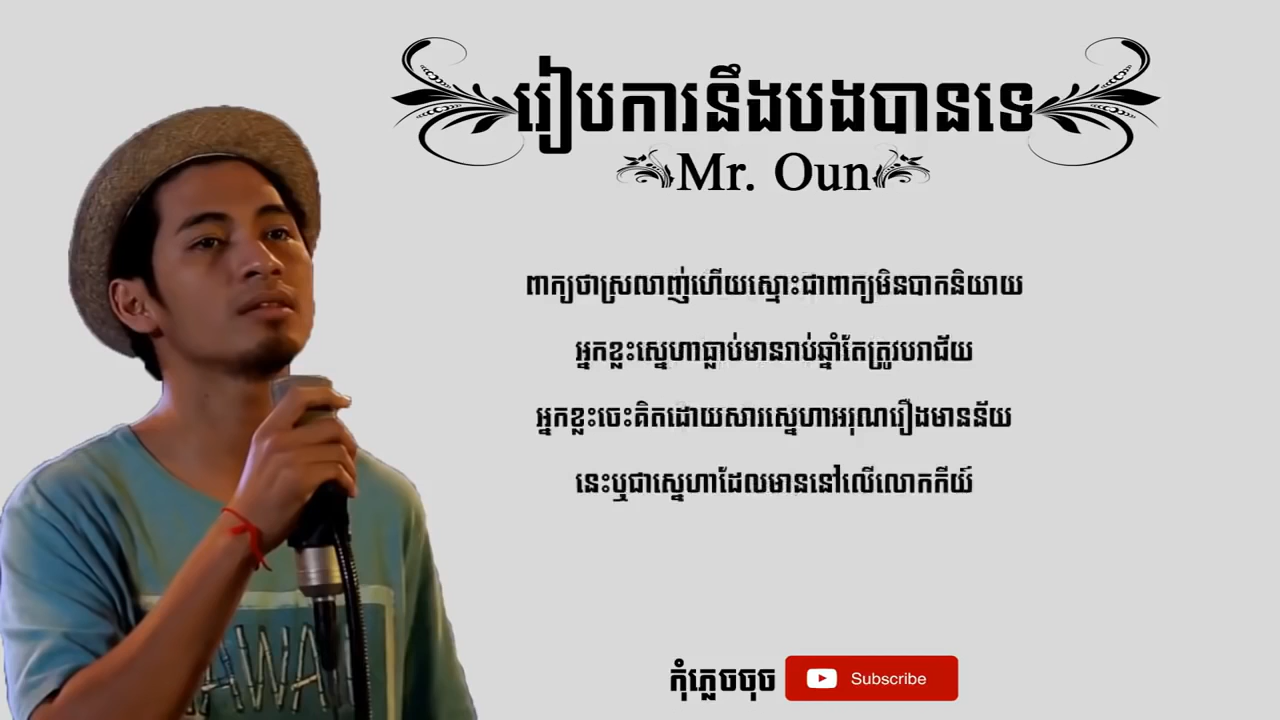 រៀបការនឹងបងបានទេ
Mr. Oun
ពាក្យថាស្រលាញ់ហើយស្មោះជាពាក្យមិនបាកនិយាយ
អ្នកខ្លះស្នេហាធ្លាប់មានរាប់ឆ្នាំតែត្រូវបរាជ័យ
អ្នកខ្លះចេះគិតដោយសារស្នេហាអរុណរឿងមានន័យ
នេះឬជាស្នេហាដែលមាននៅលើលោកកីយ៍
កុំភ្លេចចុច Subscribe